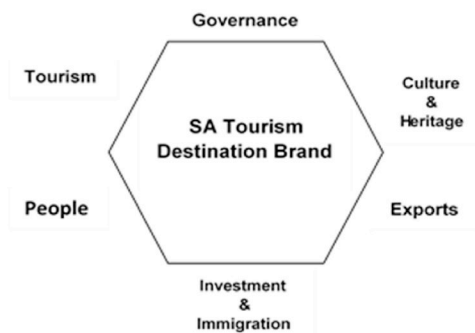 Governance
Tourism
Culture
&
Heritage
SA Tourism
Destination Brand
People
Exports
Investment
&
Immigration